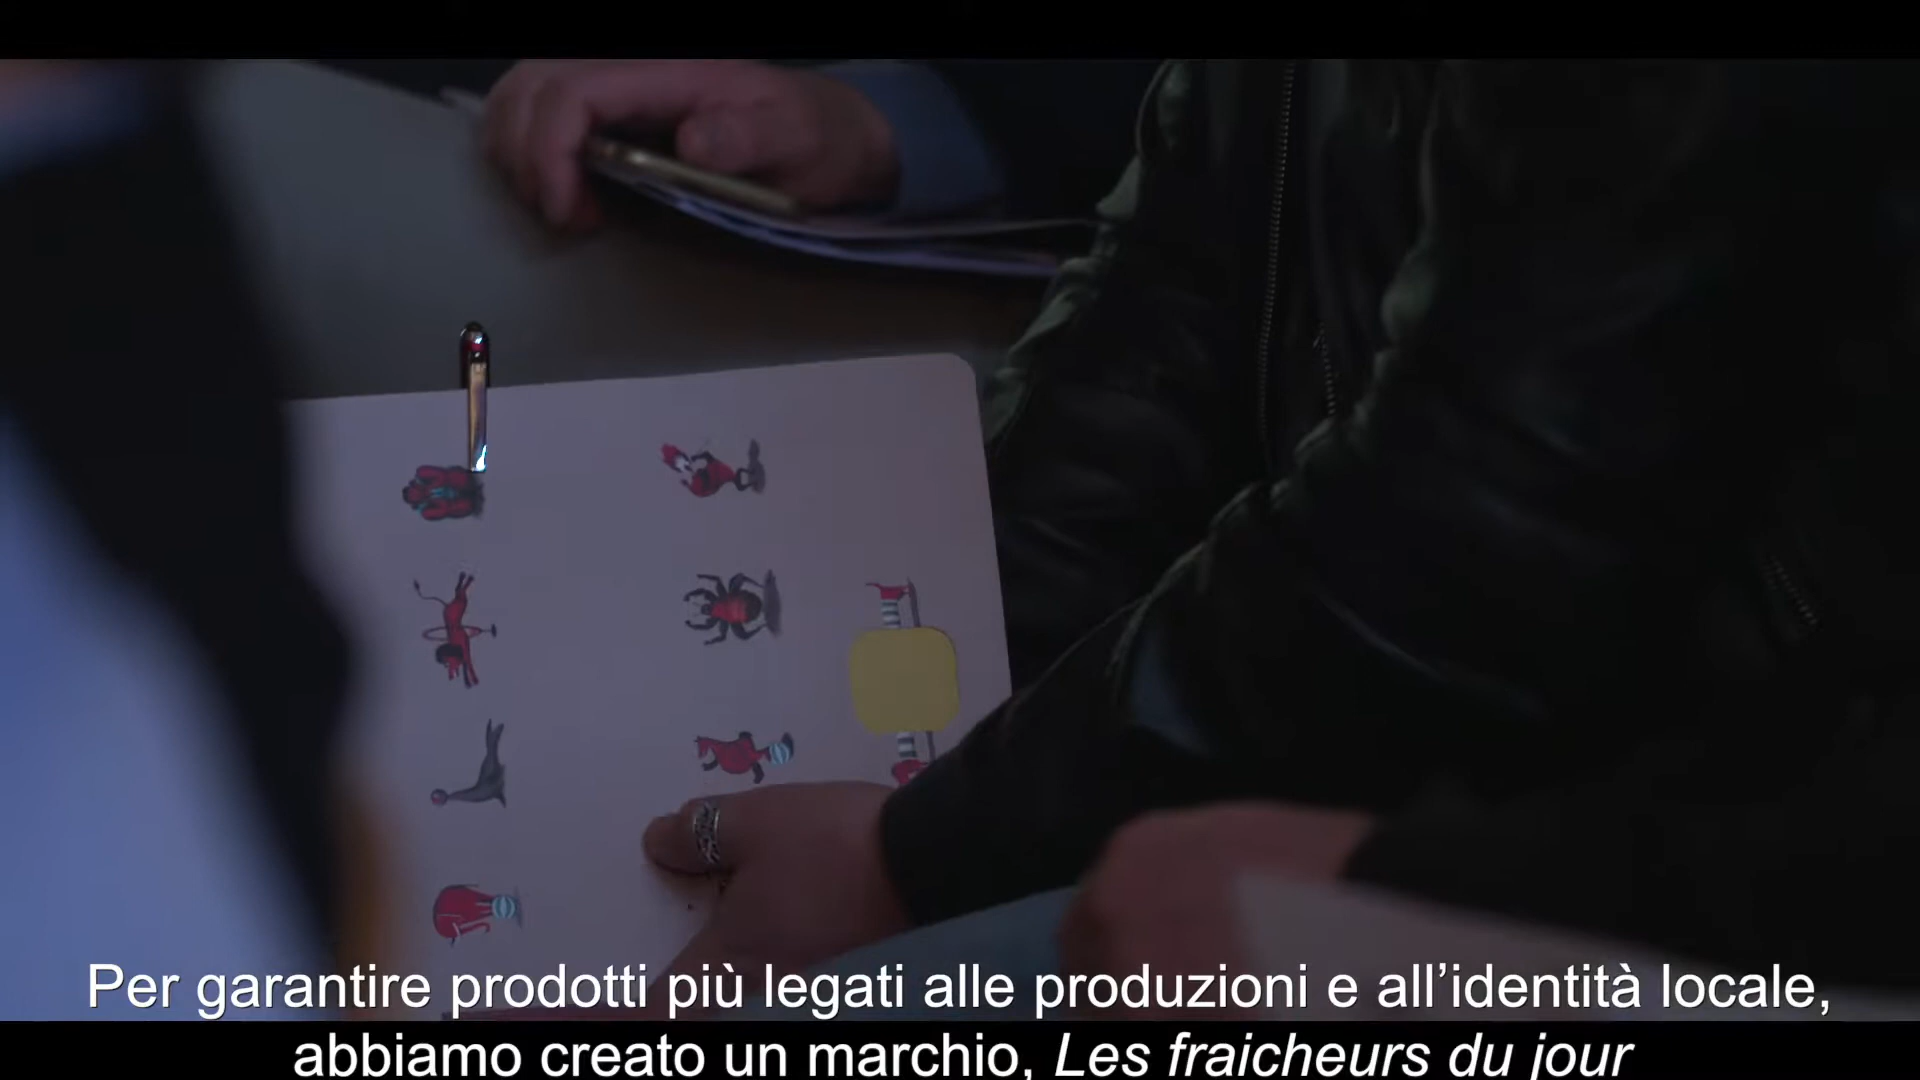 Per garantire prodotti più legati alle produzioni e all’identità locale,
abbiamo creato un marchio, Les fraicheurs du jour